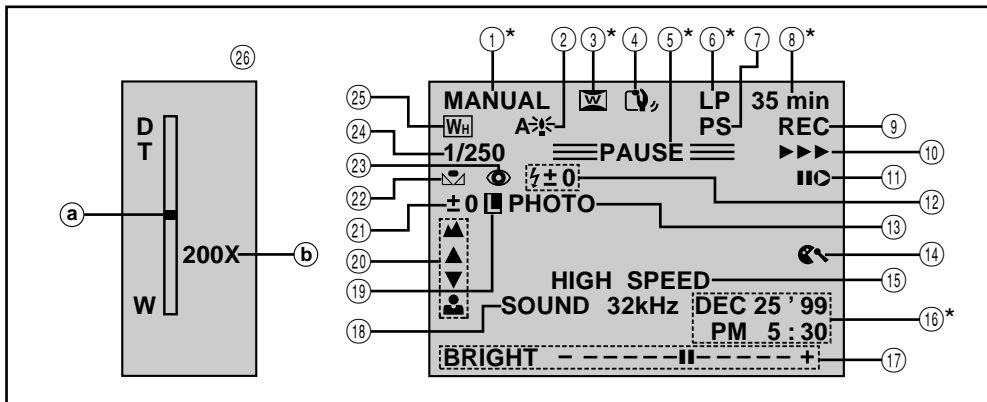 26
D
T
a
200X
b
W
1* 2 3* 4 5* 6* 7 8*
MANUAL W LP 35 min
25 WH A PS REC 9
24 1/250 PAUSE 10
23
22 ±0 11
12
21 ±0 L PHOTO 13
20 14
HIGH SPEED 15
19
18 SOUND 32kHz DEC 25 ’ 99 16*
PM 5 : 30
BRIGHT − − − − − − − − − − − − − + 17